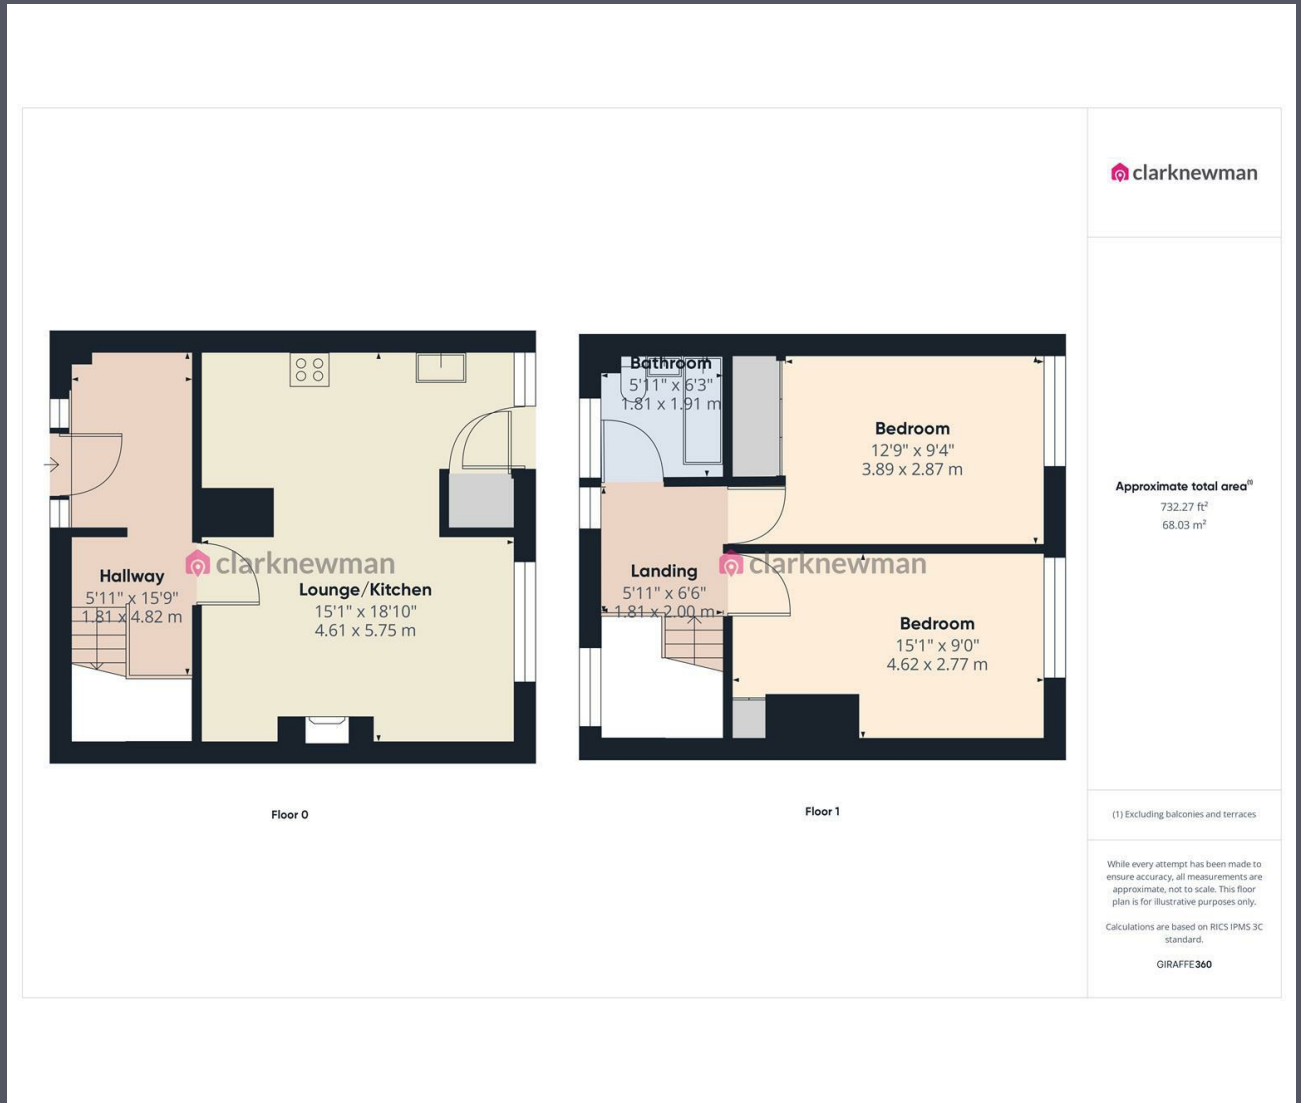 clarknewman
Bathroom
5'11" x 6'3"
1.81 x 1.91 m
Bedroom
12'9" x 9'4"
3.89 x 2.87 m
Hallway
5'11" x 15'9"
1.81 x 4.82 m
clarknewman
Lounge/Kitchen
15'1" x 18'10"
4.61 x 5.75 m
Landing
5'11" x 6'6"
1.81 x 2.00 m
clarknewman
Bedroom
15'1" x 9'0"
4.62 x 2.77 m
Floor 0
Floor 1
Approximate total area(1)
732.27 ft²
68.03 m²
(1) Excluding balconies and terraces
While every attempt has been made to
ensure accuracy, all measurements are
approximate, not to scale. This floor
plan is for illustrative purposes only.
Calculations are based on RICS IPMS 3C
standard.
GIRAFFE360